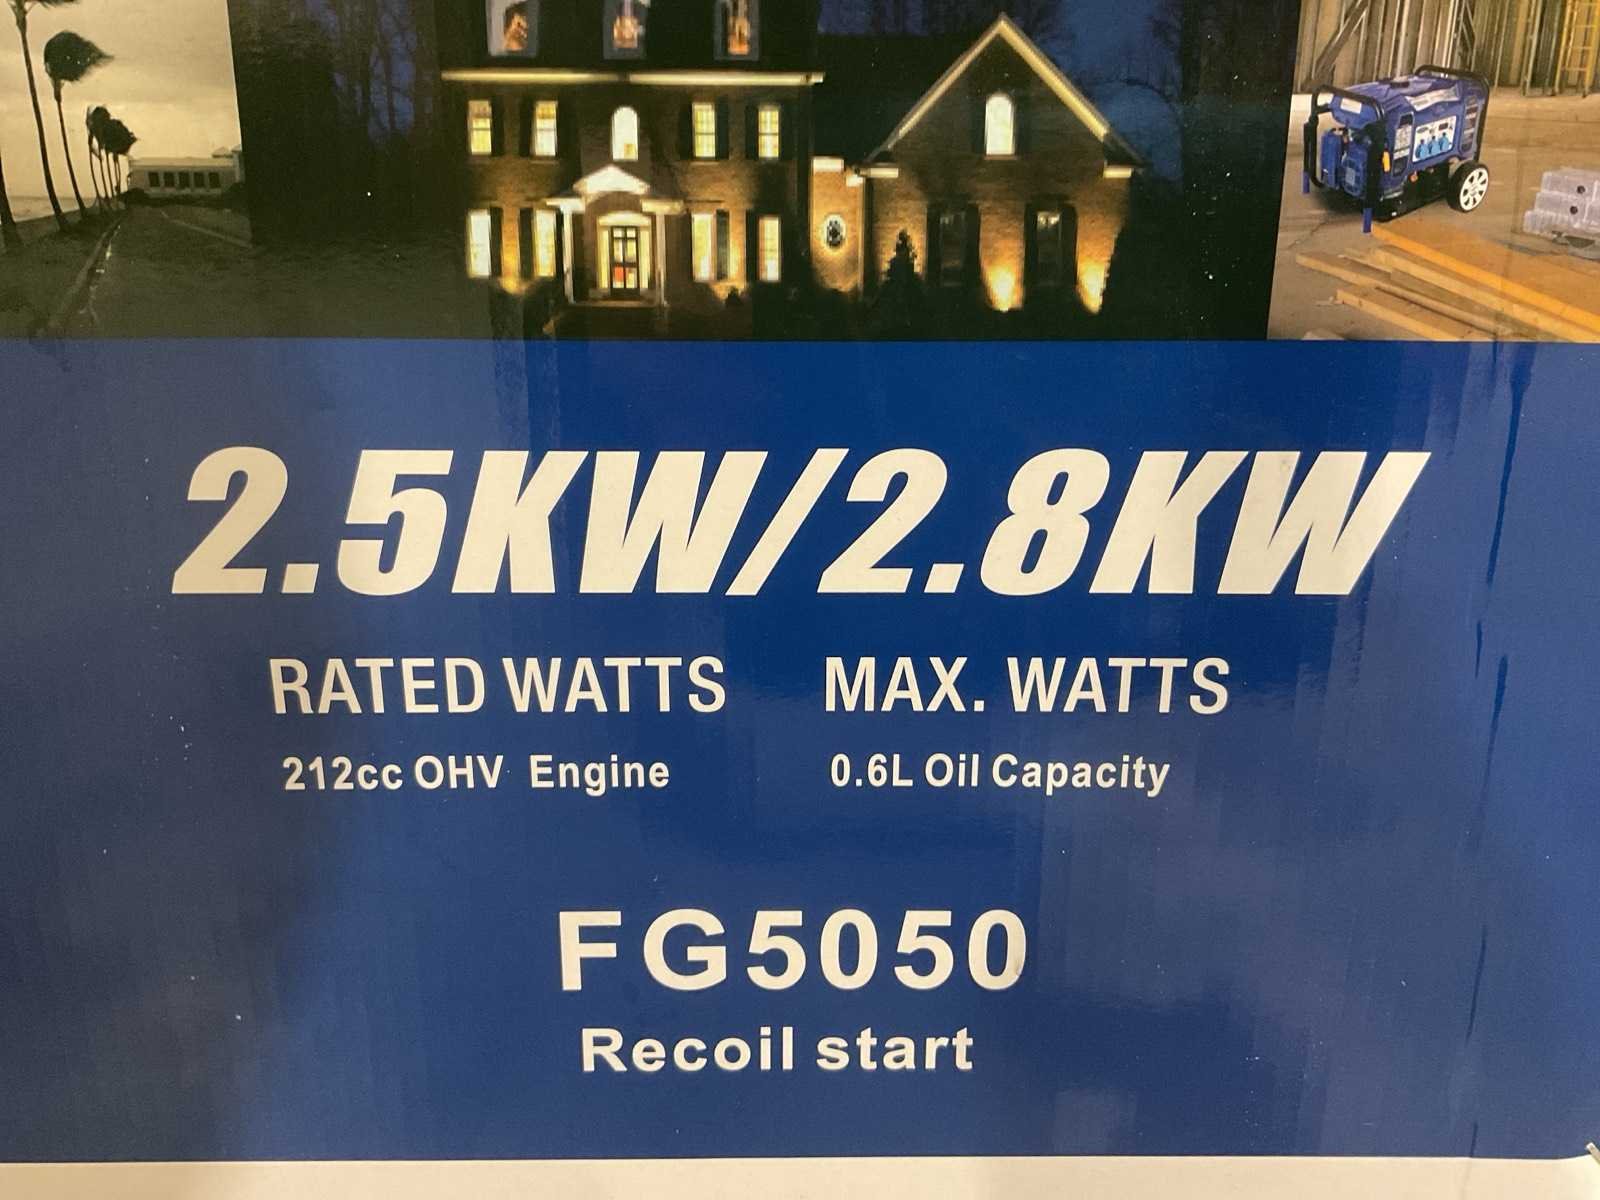 2.5KW/2.8KW
RATED WATTS MAX. WATTS
212cc OHV Engine 0.6L Oil Capacity
FG5050
Recoil start